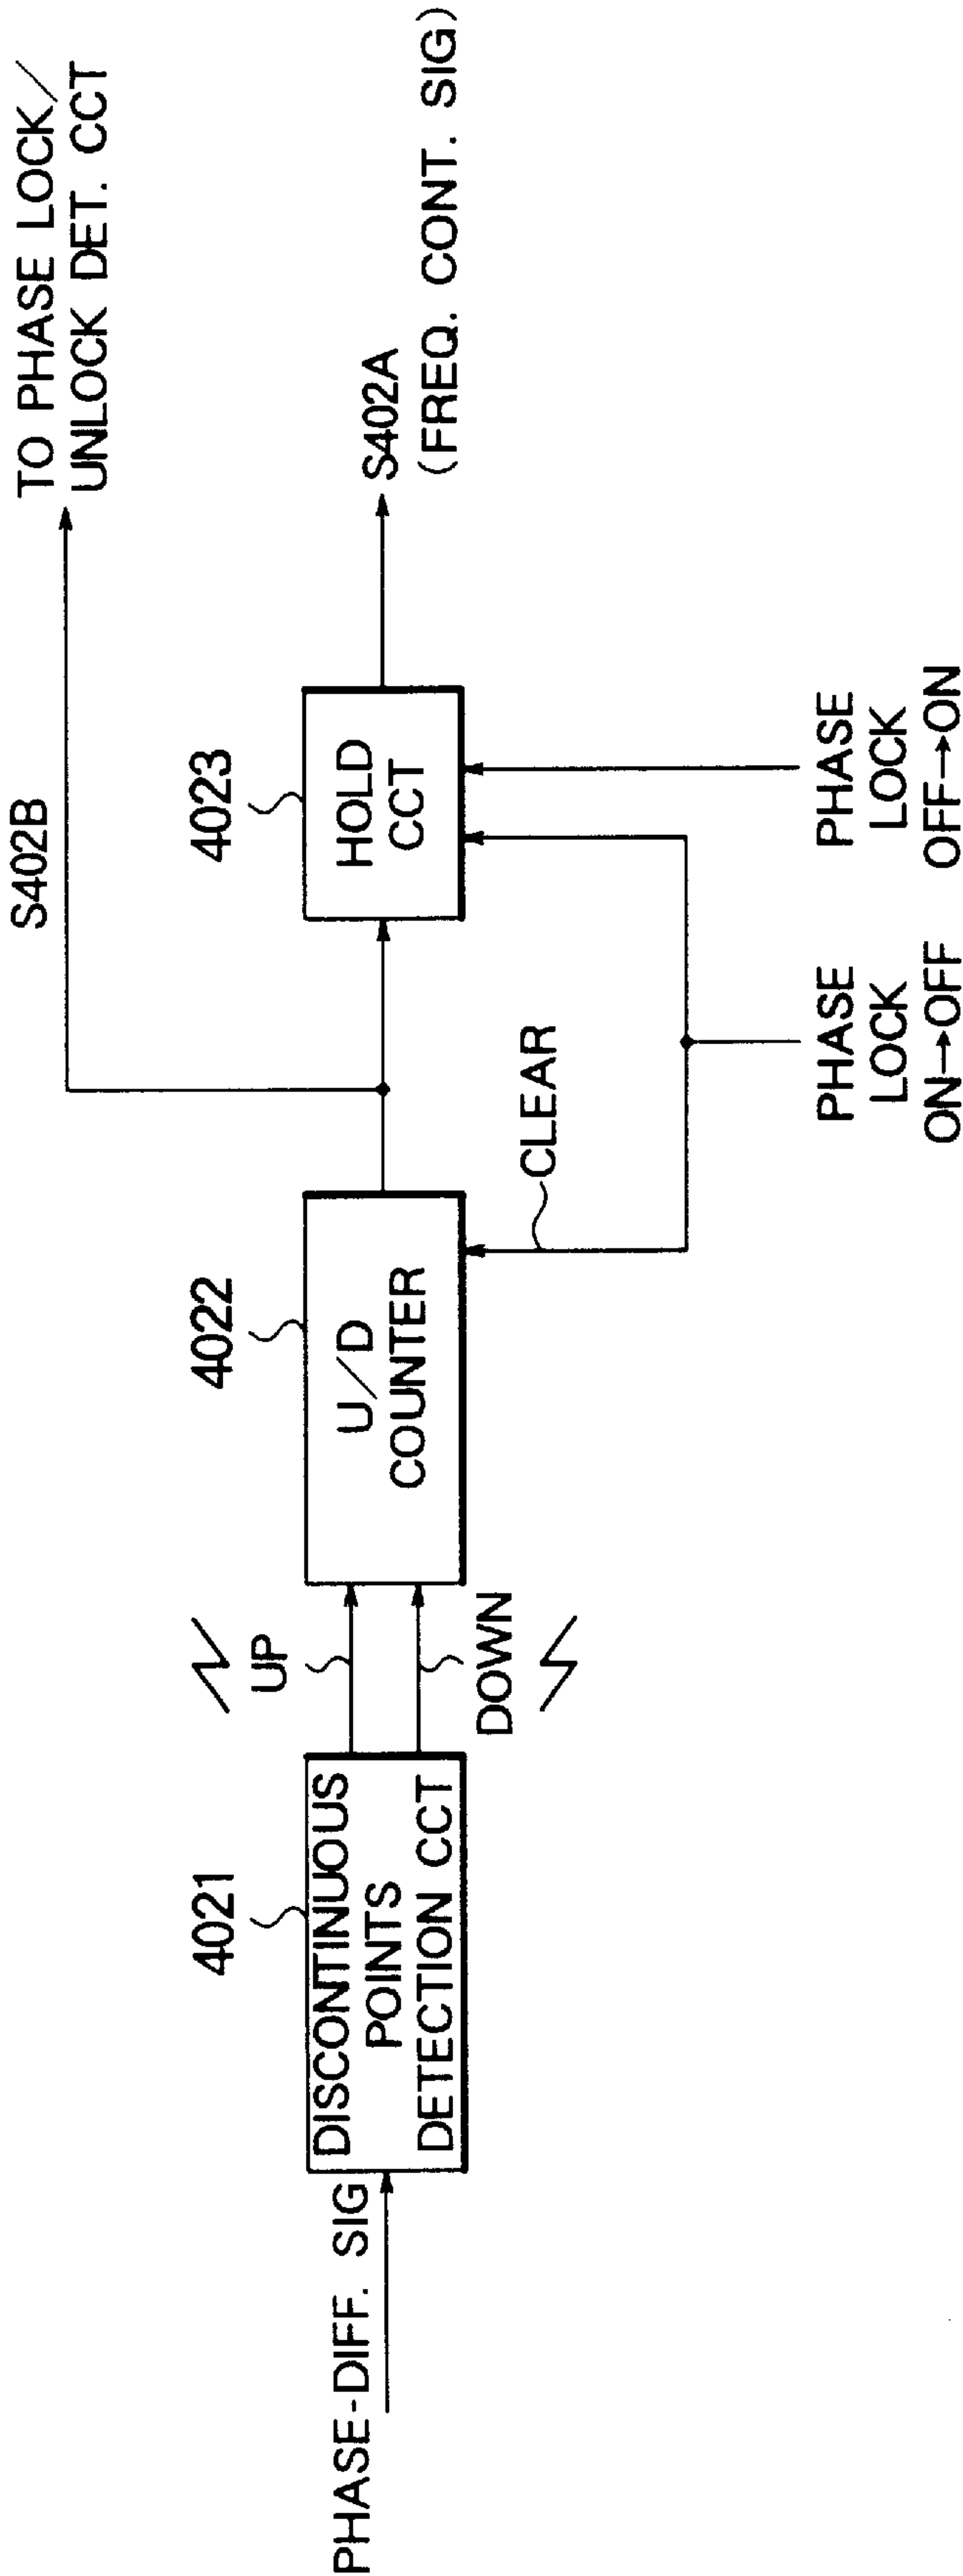 TO PHASE LOCK/
UNLOCK DET. CCT
S402B
S402A
(FREQ. CONT. SIG)
4021
4022
4023
PHASE-DIFF. SIG
DISCONTINUOUS
POINTS
DETECTION CCT
UP
DOWN
U/D
COUNTER
HOLD
CCT
CLEAR
PHASE
LOCK
ON→OFF
PHASE
LOCK
OFF→ON